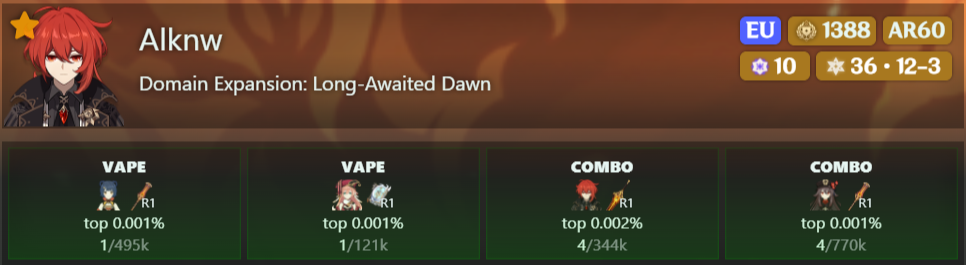 Alknw
Domain Expansion: Long-Awaited Dawn
EU 1388 AR60
10 36 • 12-3
VAPE
R1
top 0.001%
1/495k
VAPE
R1
top 0.001%
1/121k
COMBO
R1
top 0.002%
4/344k
COMBO
R1
top 0.001%
4/770k